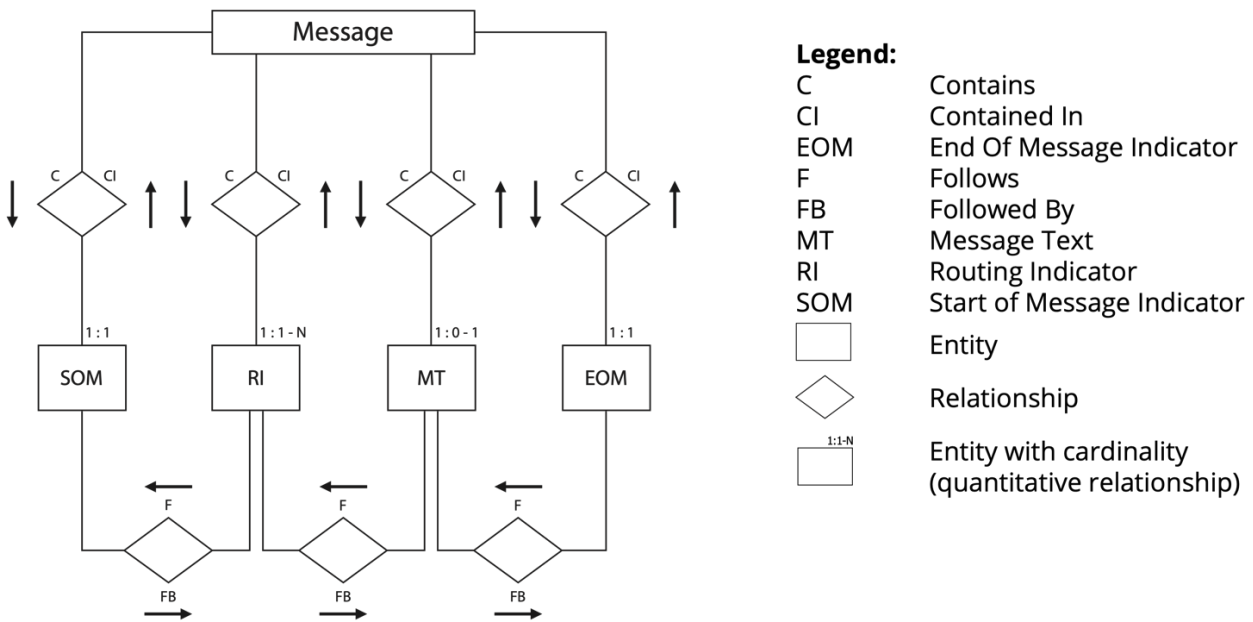 Message
C CI
C CI
C CI
C CI
1 : 1
1 : 1 - N
1 : 0 - 1
1 : 1
SOM
RI
MT
EOM
F
F
F
FB
FB
FB
Legend:
C Contains
CI Contained In
EOM End Of Message Indicator
F Follows
FB Followed By
MT Message Text
RI Routing Indicator
SOM Start of Message Indicator
Entity
Relationship
1:1-N
Entity with cardinality
(quantitative relationship)